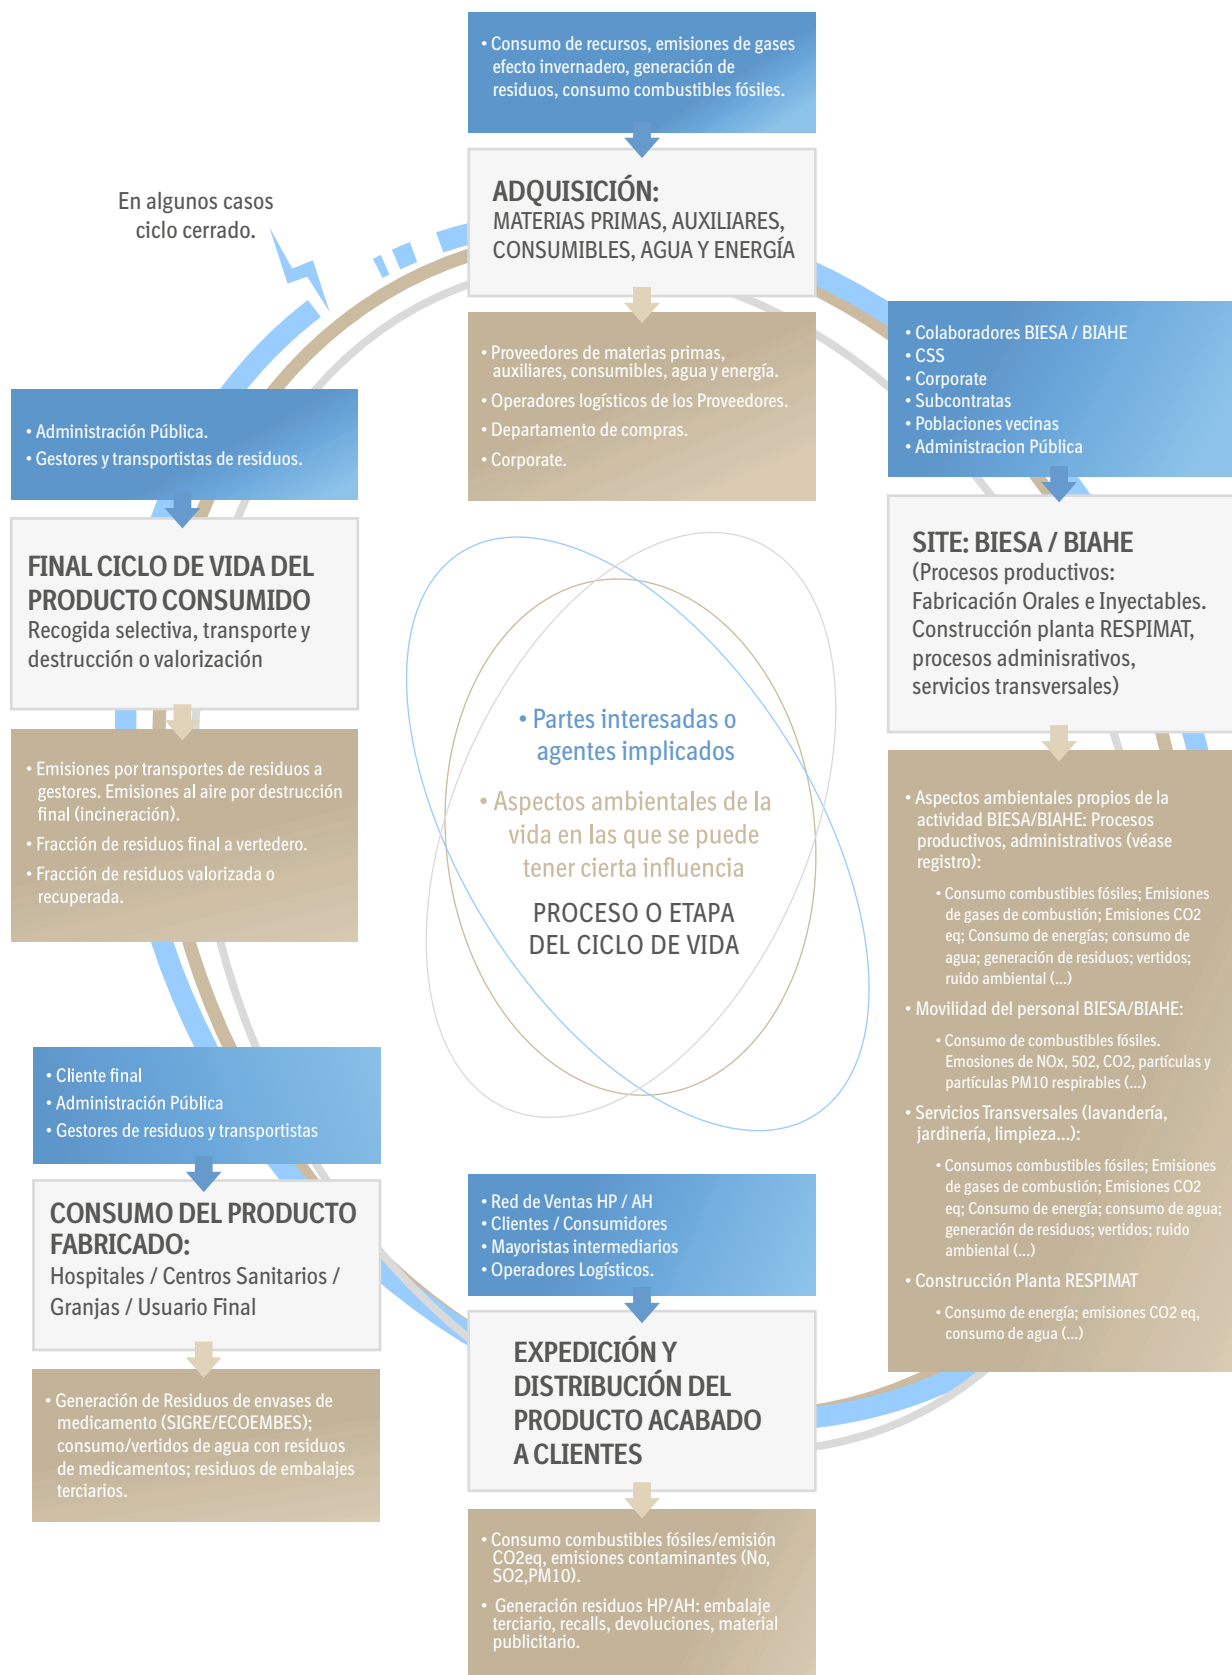 • Consumo de recursos, emisiones de gases
efecto invernadero, generación de
residuos, consumo combustibles fósiles.
ADQUISICIÓN:
MATERIAS PRIMAS, AUXILIARES,
CONSUMIBLES, AGUA Y ENERGÍA
• Proveedores de materias primas,
auxiliares, consumibles, agua y energía.
• Operadores logísticos de los Proveedores.
• Departamento de compras.
• Corporate.
En algunos casos
ciclo cerrado.
• Colaboradores BIESA / BIAHE
• CSS
• Corporate
• Subcontratas
• Poblaciones vecinas
• Administracion Pública
SITE: BIESA / BIAHE
(Procesos productivos:
Fabricación Orales e Inyectables.
Construcción planta RESPIMAT,
procesos adminisrativos,
servicios transversales)
• Aspectos ambientales propios de la
actividad BIESA/BIAHE: Procesos
productivos, administrativos (véase
registro):
• Consumo combustibles fósiles; Emisiones
de gases de combustión; Emisiones CO2
eq; Consumo de energías; consumo de
agua; generación de residuos; vertidos;
ruido ambiental (...)
• Movilidad del personal BIESA/BIAHE:
• Consumo de combustibles fósiles.
Emosiones de NOx, 502, CO2, partículas y
partículas PM10 respirables (...)
• Servicios Transversales (lavandería,
jardinería, limpieza...):
• Consumos combustibles fósiles; Emisiones
de gases de combustión; Emisiones CO2
eq; Consumo de energía; consumo de agua;
generación de residuos; vertidos; ruido
ambiental (...)
• Construcción Planta RESPIMAT
• Consumo de energía; emisiones CO2 eq,
consumo de agua (...)
• Administración Pública.
• Gestores y transportistas de residuos.
FINAL CICLO DE VIDA DEL
PRODUCTO CONSUMIDO
Recogida selectiva, transporte y
destrucción o valorización
• Emisiones por transportes de residuos a
gestores. Emisiones al aire por destrucción
final (incineración).
• Fracción de residuos final a vertedero.
• Fracción de residuos valorizada o
recuperada.
• Partes interesadas o
agentes implicados
• Aspectos ambientales de la
vida en las que se puede
tener cierta influencia
PROCESO O ETAPA
DEL CICLO DE VIDA
• Cliente final
• Administración Pública
• Gestores de residuos y transportistas
CONSUMO DEL PRODUCTO
FABRICADO:
Hospitales / Centros Sanitarios /
Granjas / Usuario Final
• Generación de Residuos de envases de
medicamento (SIGRE/ECOEMBES);
consumo/vertidos de agua con residuos
de medicamentos; residuos de embalajes
terciarios.
• Red de Ventas HP / AH
• Clientes / Consumidores
• Mayoristas intermediarios
• Operadores Logísticos.
EXPEDICIÓN Y
DISTRIBUCIÓN DEL
PRODUCTO ACABADO
A CLIENTES
• Consumo combustibles fósiles/emisión
CO2eq, emisiones contaminantes (No,
SO2,PM10).
• Generación residuos HP/AH: embalaje
terciario, recalls, devoluciones, material
publicitario.